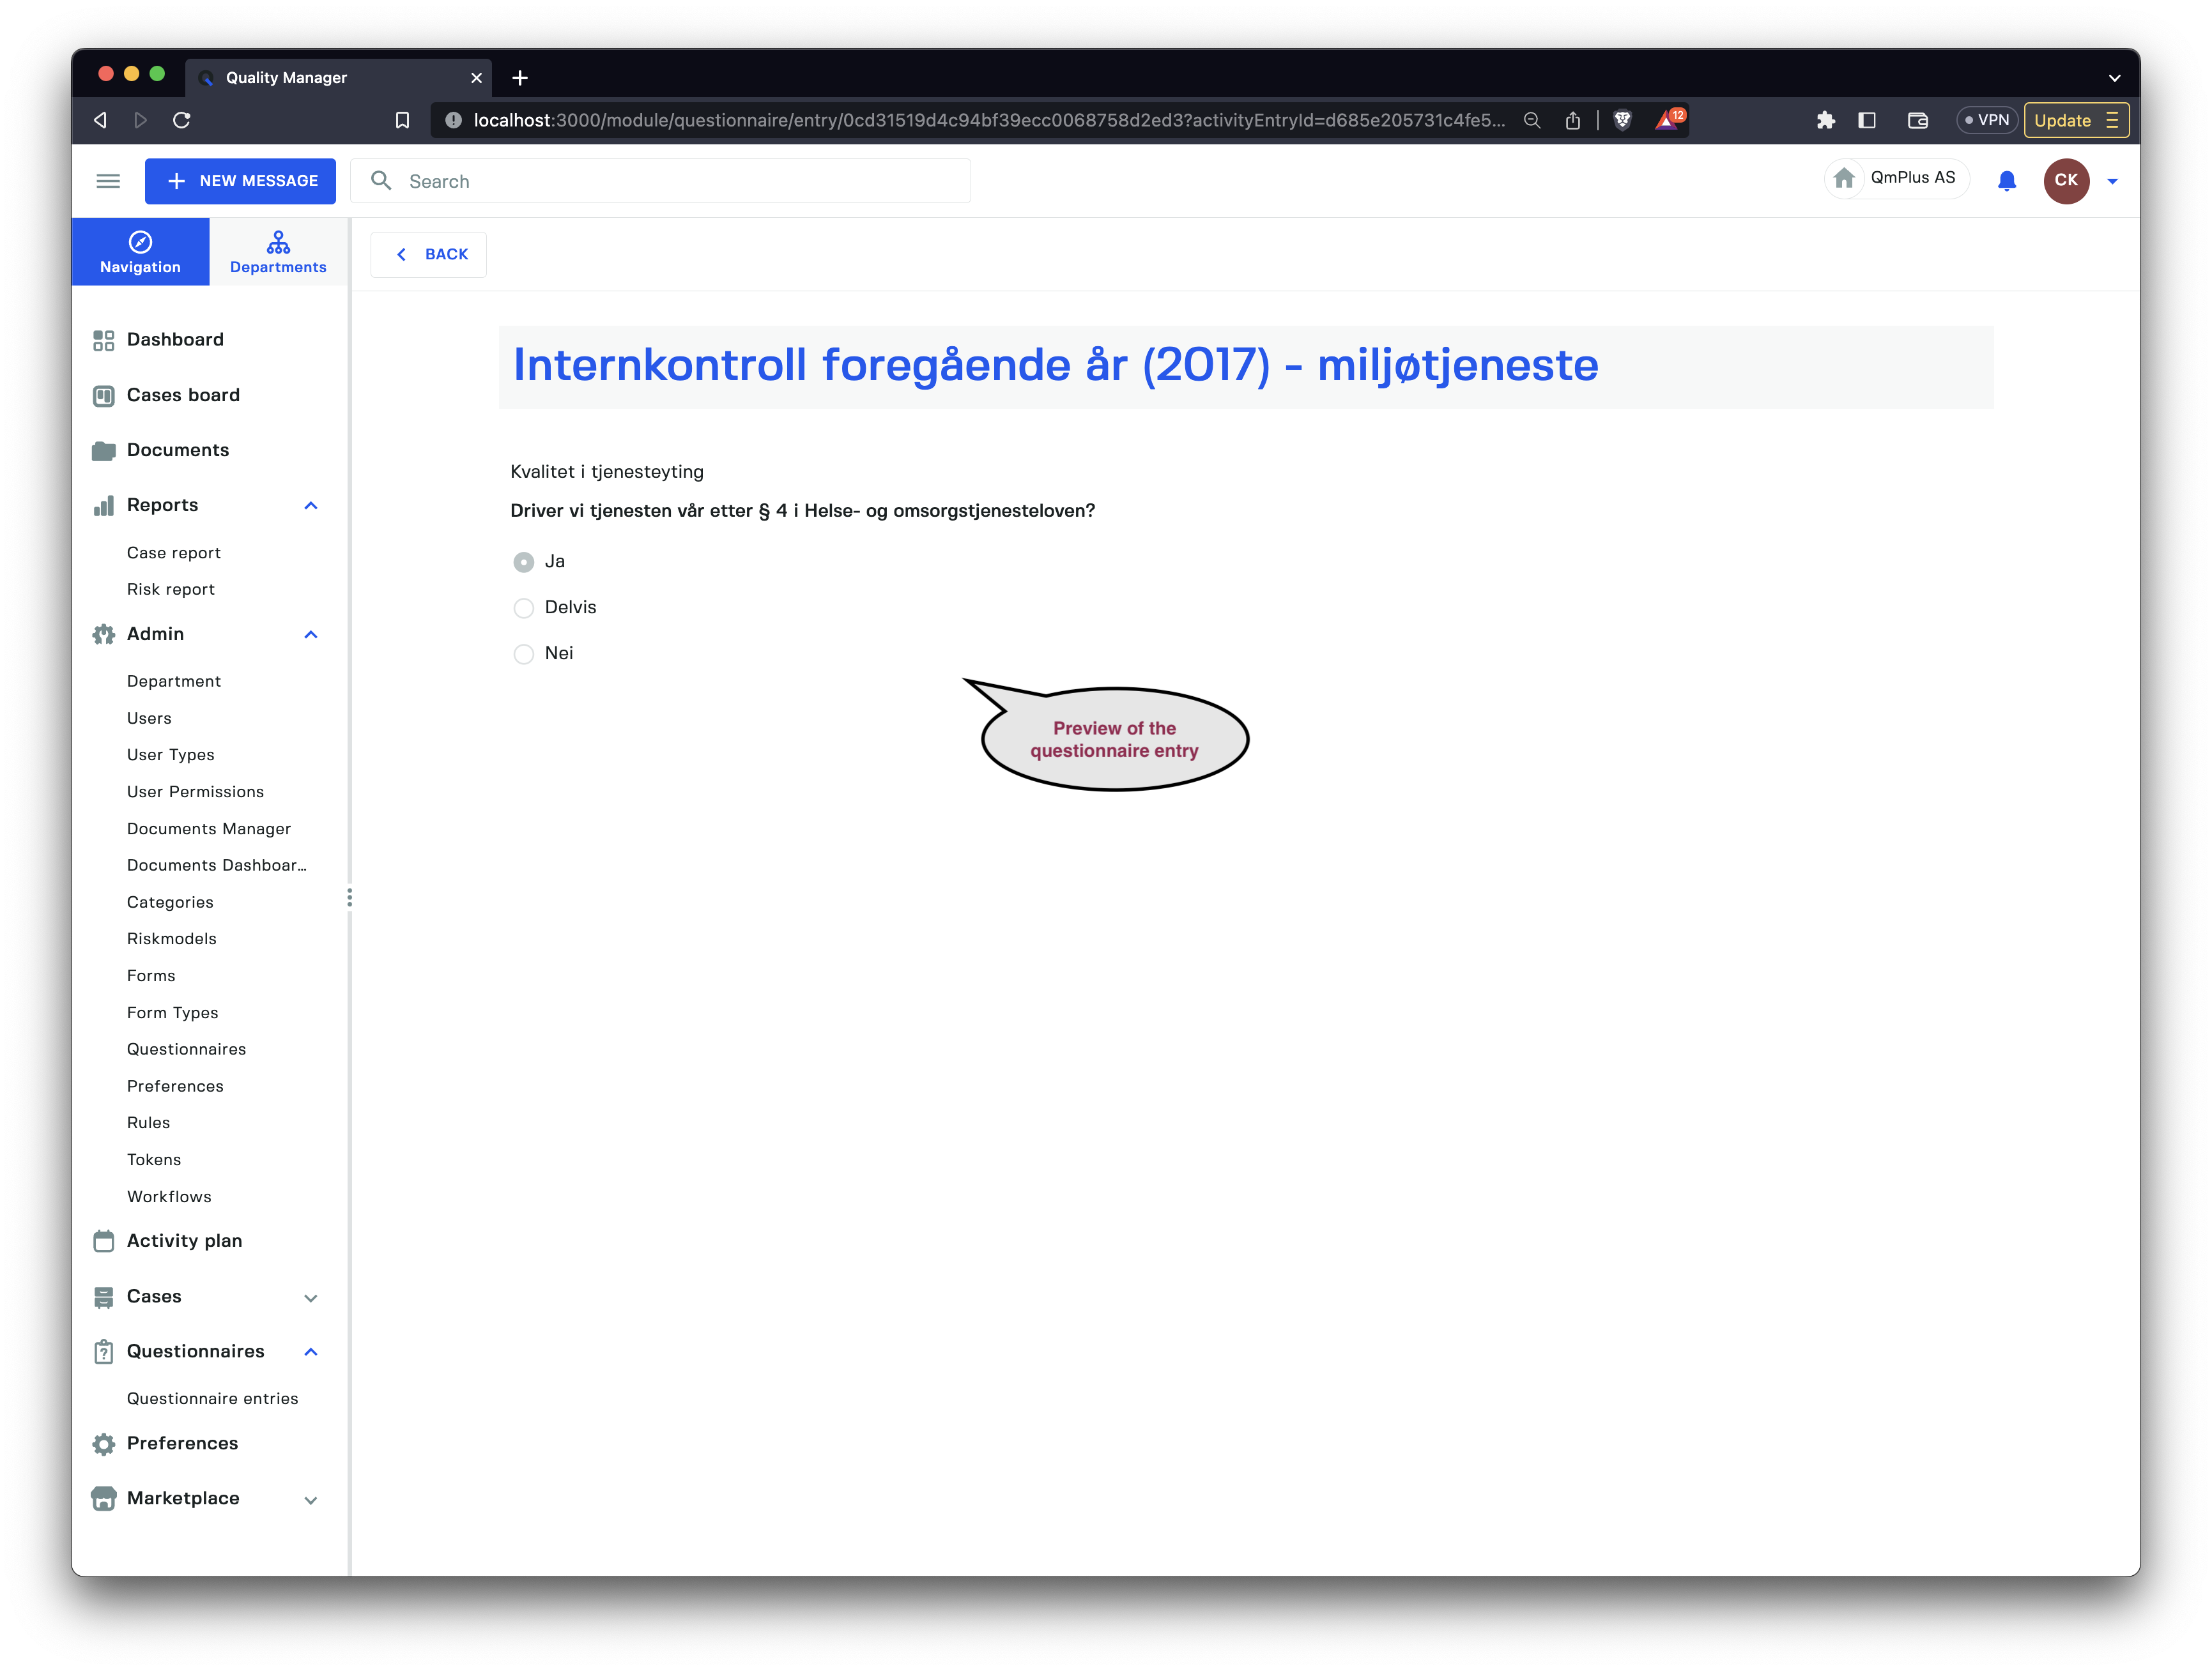 Quality Manager
localhost:3000/module/questionnaire/entry/0cd31519d4c94bf39ecc0068758d2ed3?activityEntryId=d685e205731c4fe5...
12
VPN
Update
NEW MESSAGE
Search
QmPlus AS
CK
Navigation
Departments
BACK
Dashboard
Cases board
Documents
Reports
Case report
Risk report
Admin
Department
Users
User Types
User Permissions
Documents Manager
Documents Dashboar...
Categories
Riskmodels
Forms
Form Types
Questionnaires
Preferences
Rules
Tokens
Workflows
Activity plan
Cases
Questionnaires
Questionnaire entries
Preferences
Marketplace
Internkontroll foregående år (2017) - miljøtjeneste
Kvalitet i tjenesteyting
Driver vi tjenesten vår etter § 4 i Helse- og omsorgstjenesteloven?
Ja
Delvis
Nei
Preview of the
questionnaire entry